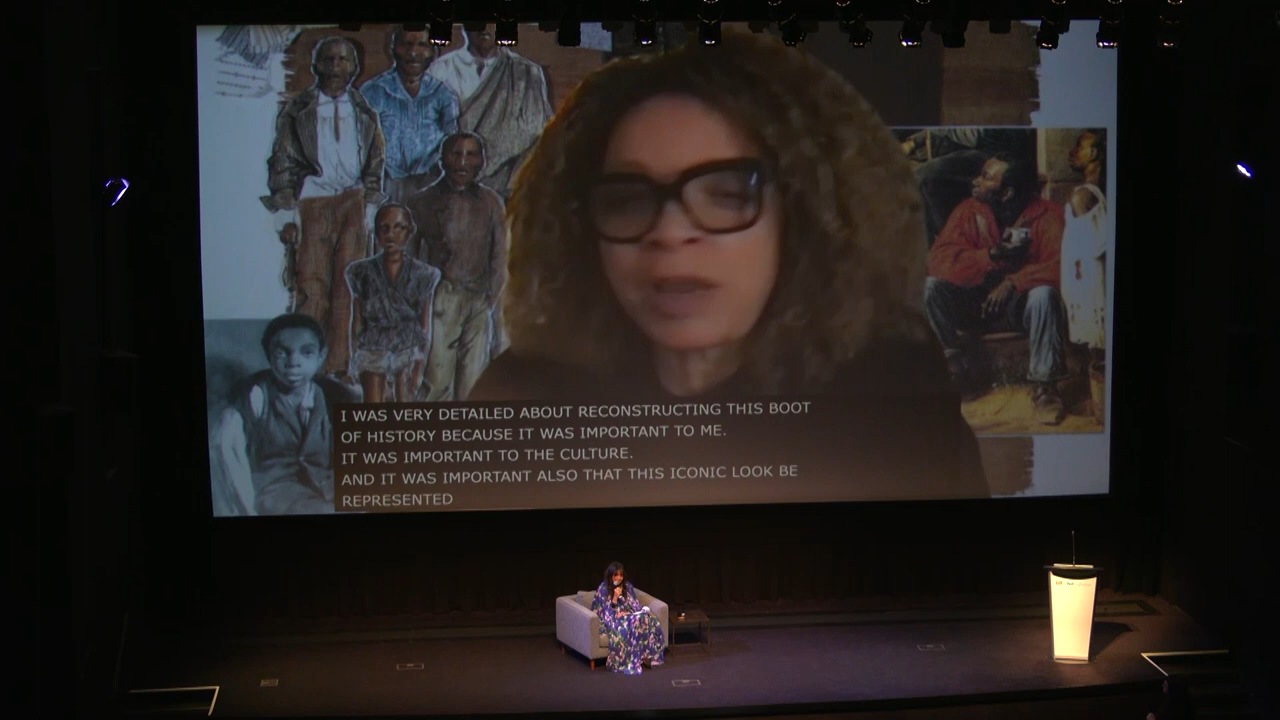 I WAS VERY DETAILED ABOUT RECONSTRUCTING THIS BOOT
OF HISTORY BECAUSE IT WAS IMPORTANT TO ME.
IT WAS IMPORTANT TO THE CULTURE.
AND IT WAS IMPORTANT ALSO THAT THIS ICONIC LOOK BE
REPRESENTED